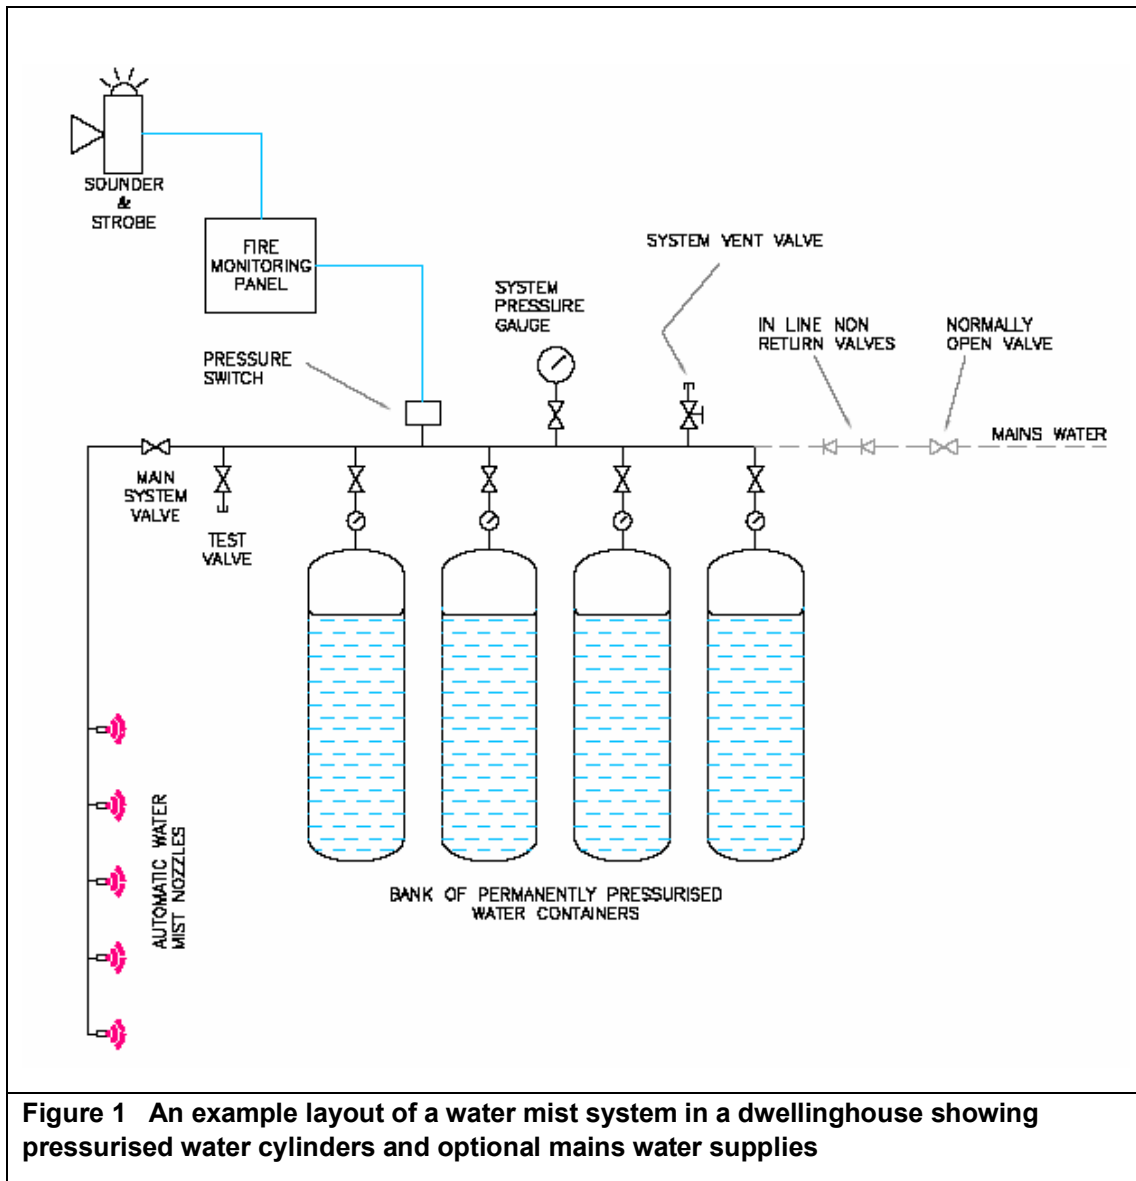 SOUNDER
&
STROBE
FIRE
MONITORING
PANEL
SYSTEM VENT VALVE
SYSTEM
PRESSURE
GAUGE
IN LINE NON
RETURN VALVES
NORMALLY
OPEN VALVE
PRESSURE
SWITCH
MAINS WATER
MAIN
SYSTEM
VALVE
TEST
VALVE
AUTOMATIC WATER
MIST NOZZLES
BANK OF PERMANENTLY PRESSURISED
WATER CONTAINERS
Figure 1 An example layout of a water mist system in a dwellinghouse showing
pressurised water cylinders and optional mains water supplies